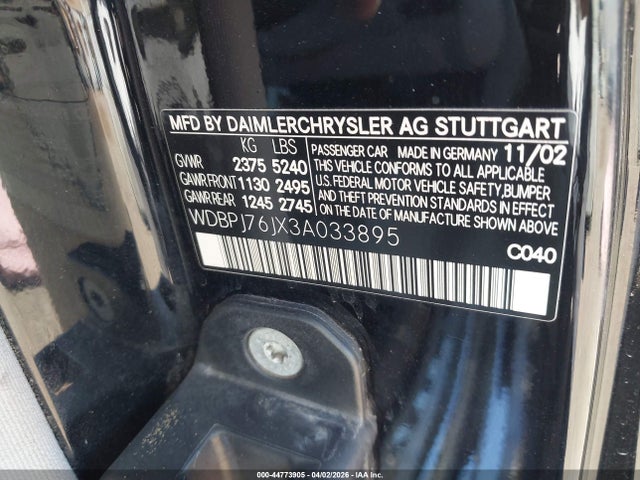 MFD BY DAIMLERCHRYSLER AG STUTTGART
KG LBS
GVWR 2375 5240
GAWR FRONT 1130 2495
GAWR REAR 1245 2745
PASSENGER CAR MADE IN GERMANY 11/02
THIS VEHICLE CONFORMS TO ALL APPLICABLE
U.S. FEDERAL MOTOR VEHICLE SAFETY, BUMPER
AND THEFT PREVENTION STANDARDS IN EFFECT
ON THE DATE OF MANUFACTURE SHOWN ABOVE
WDBPJ76JX3A033895
C040
000-44773905 - 04/02/2026 - IAAI.COM